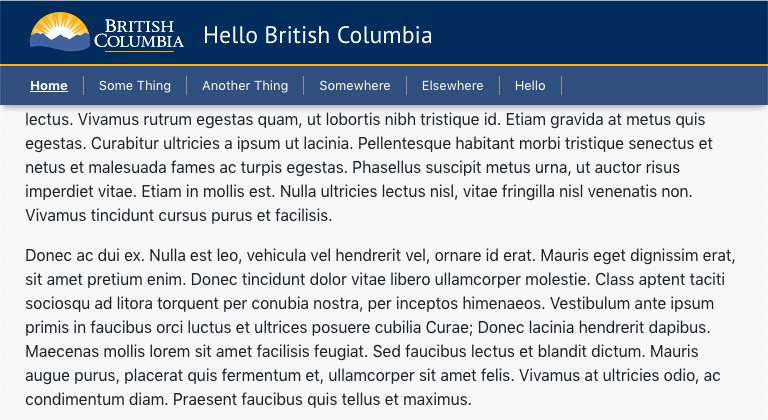 BRITISH
COLUMBIA
Hello British Columbia
Home Some Thing Another Thing Somewhere Elsewhere Hello
lectus. Vivamus rutrum egestas quam, ut lobortis nibh tristique id. Etiam gravida at metus quis
egestas. Curabitur ultricies a ipsum ut lacinia. Pellentesque habitant morbi tristique senectus et
netus et malesuada fames ac turpis egestas. Phasellus suscipit metus urna, ut auctor risus
imperdiet vitae. Etiam in mollis est. Nulla ultricies lectus nisl, vitae fringilla nisl venenatis non.
Vivamus tincidunt cursus purus et facilisis.
Donec ac dui ex. Nulla est leo, vehicula vel hendrerit vel, ornare id erat. Mauris eget dignissim erat,
sit amet pretium enim. Donec tincidunt dolor vitae libero ullamcorper molestie. Class aptent taciti
sociosqu ad litora torquent per conubia nostra, per inceptos himenaeos. Vestibulum ante ipsum
primis in faucibus orci luctus et ultrices posuere cubilia Curae; Donec lacinia hendrerit dapibus.
Maecenas mollis lorem sit amet facilisis feugiat. Sed faucibus lectus et blandit dictum. Mauris
augue purus, placerat quis fermentum et, ullamcorper sit amet felis. Vivamus at ultricies odio, ac
condimentum diam. Praesent faucibus quis tellus et maximus.